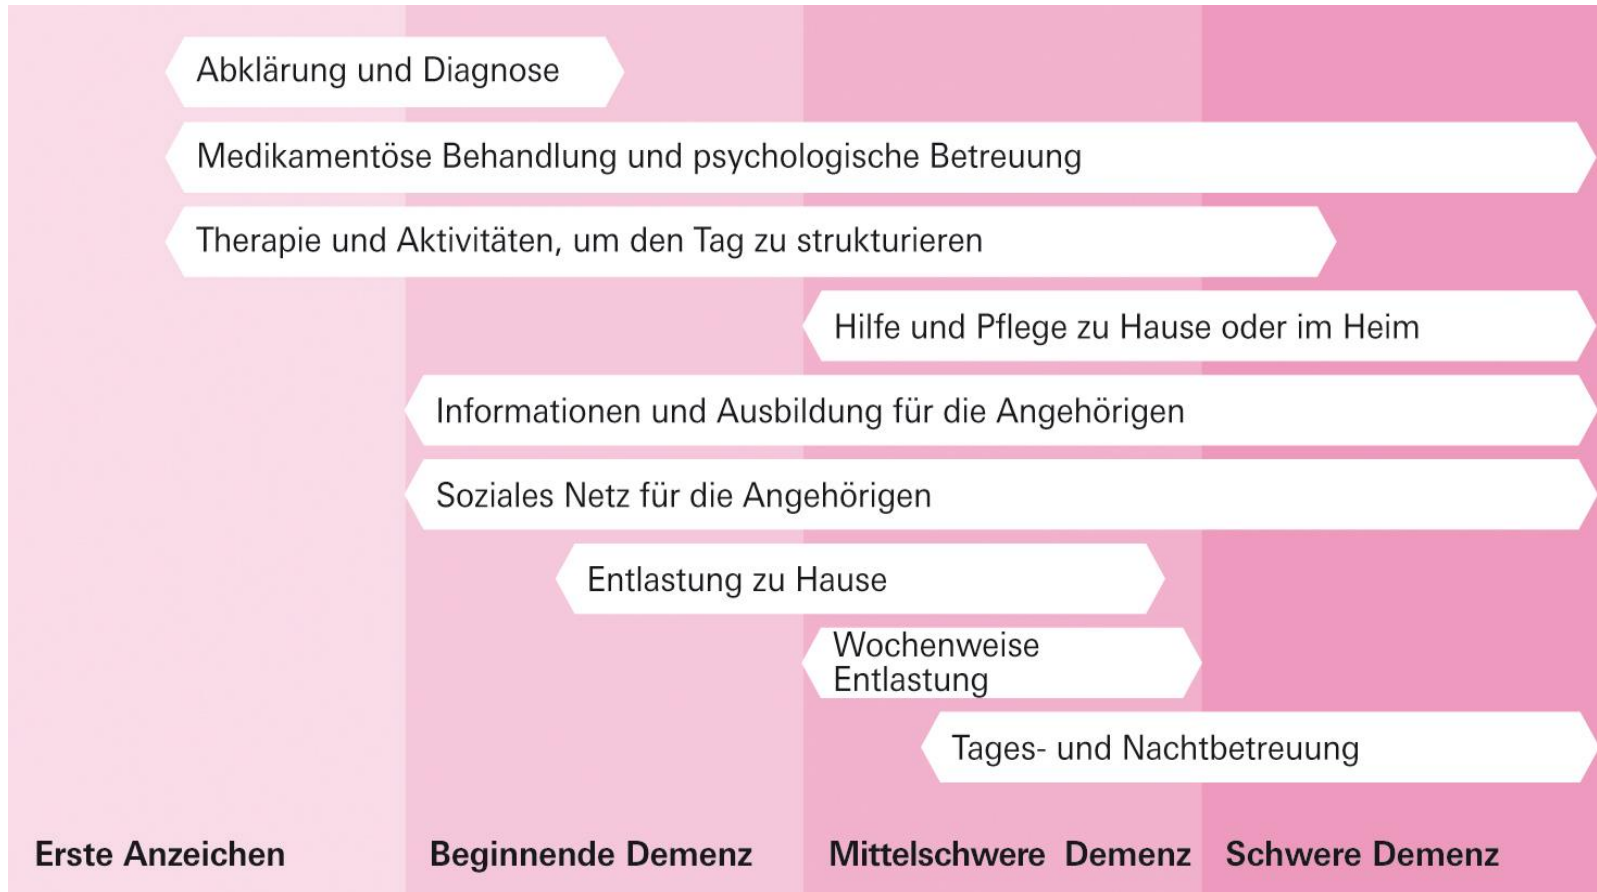 Abklärung und Diagnose
Medikamentöse Behandlung und psychologische Betreuung
Therapie und Aktivitäten, um den Tag zu strukturieren
Hilfe und Pflege zu Hause oder im Heim
Informationen und Ausbildung für die Angehörigen
Soziales Netz für die Angehörigen
Entlastung zu Hause
Wochenweise
Entlastung
Tages- und Nachtbetreuung
Erste Anzeichen Beginnende Demenz Mittelschwere Demenz Schwere Demenz